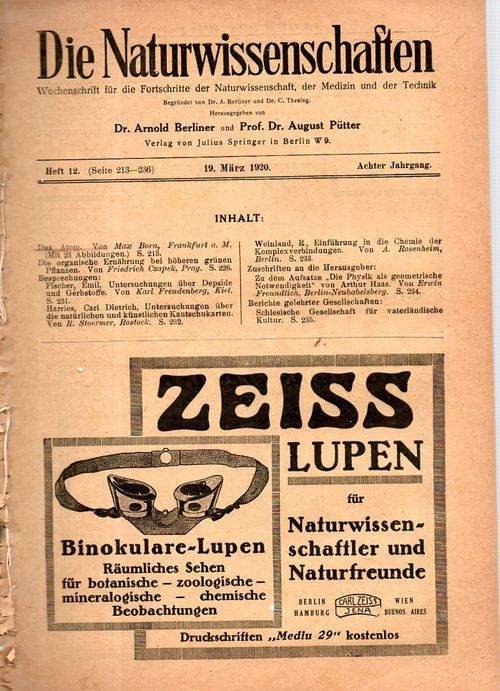 Die Naturwissenschaften
Wochenschrift für die Fortschritte der Naturwissenschaft, der Medizin und der Technik
Begründet von Dr. A. Berliner und Dr. C. Thesing.
Herausgegeben von
Dr. Arnold Berliner und Prof. Dr. August Pütter
Verlag von Julius Springer in Berlin W 9.
Heft 12. (Seite 213—236) 19. März 1920. Achter Jahrgang.
INHALT:
Das Atom. Von Max Born, Frankfurt a. M.
(Mit 23 Abbildungen.) S. 213.
Die organische Ernährung bei höheren grünen
Pflanzen. Von Friedrich Czapek, Prag. S. 226.
Besprechungen:
Fischer, Emil, Untersuchungen über Depside
und Gerbstoffe. Von Karl Freudenberg, Kiel.
S. 231.
Harries, Carl Dietrich, Untersuchungen über
die natürlichen und künstlichen Kautschukarten.
Von R. Stoermer, Rostock. S. 232.
Weinland, R., Einführung in die Chemie der
Komplexverbindungen. Von A. Rosenheim,
Berlin. S. 233.
Zuschriften an die Herausgeber:
Zu dem Aufsatze „Die Physik als geometrische
Notwendigkeit" von Arthur Haas. Von Erwin
Freundlich, Berlin-Neubabelsberg. S. 234.
Berichte gelehrter Gesellschaften:
Schlesische Gesellschaft für vaterländische
Kultur. S. 235.
ZEISS
LUPEN
für
Naturwissen-
schaftler und
Naturfreunde
BERLIN
HAMBURG
CARL ZEISS
JENA
WIEN
BUENOS AIRES
Binokulare-Lupen
Räumliches Sehen
für botanische – zoologische –
mineralogische – chemische
Beobachtungen
Druckschriften „Medlu 29" kostenlos